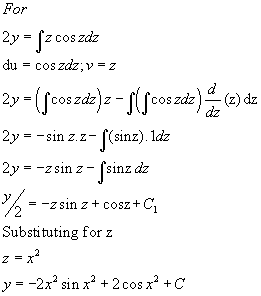 For
2y = ∫z cos zdz
du = cos zdz; v = z
2y = (∫cos zdz)z − ∫(∫cos zdz) d/dz (z) dz
2y = −sin z.z − ∫(sinz).1dz
2y = −z sin z − ∫sinz dz
y/2 = −z sin z + cosz + C₁
Substituting for z
z = x²
y = −2x² sin x² + 2 cos x² + C